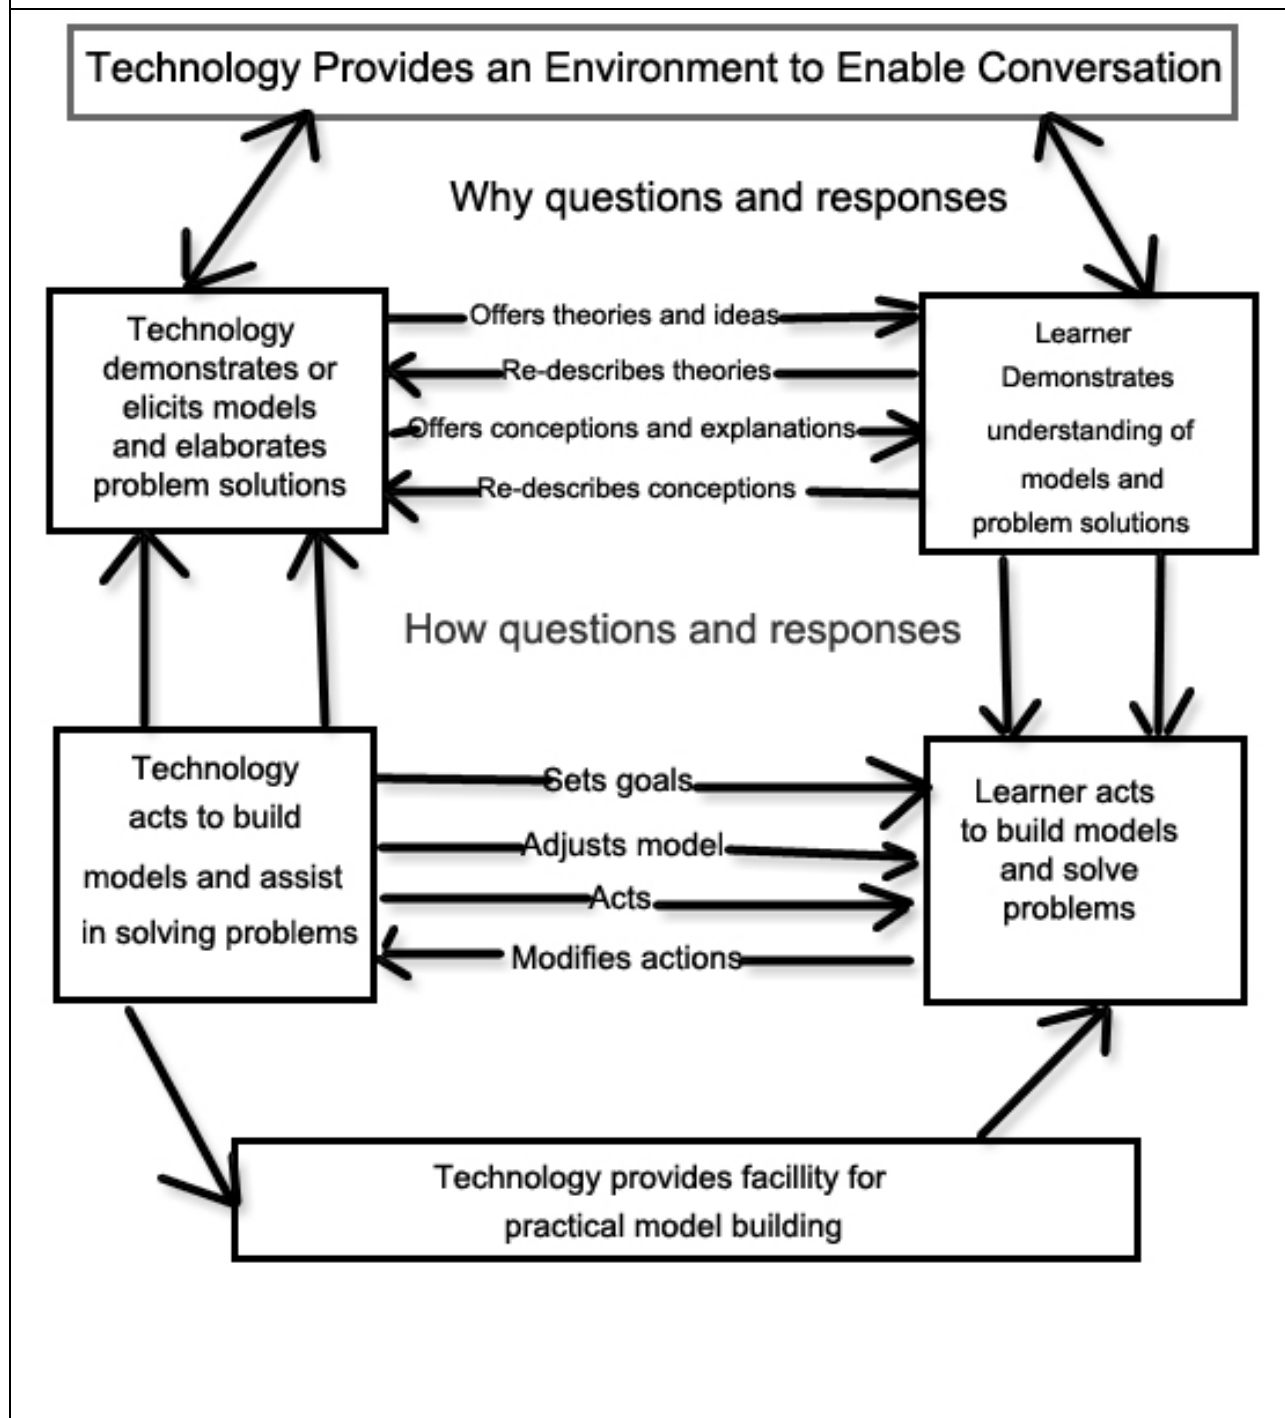 Technology Provides an Environment to Enable Conversation
Why questions and responses
Technology
demonstrates or
elicits models
and elaborates
problem solutions
Offers theories and ideas
Re-describes theories
Offers conceptions and explanations
Re-describes conceptions
Learner
Demonstrates
understanding of
models and
problem solutions
How questions and responses
Technology
acts to build
models and assist
in solving problems
Sets goals
Adjusts model
Acts
Modifies actions
Learner acts
to build models
and solve
problems
Technology provides facillity for
practical model building